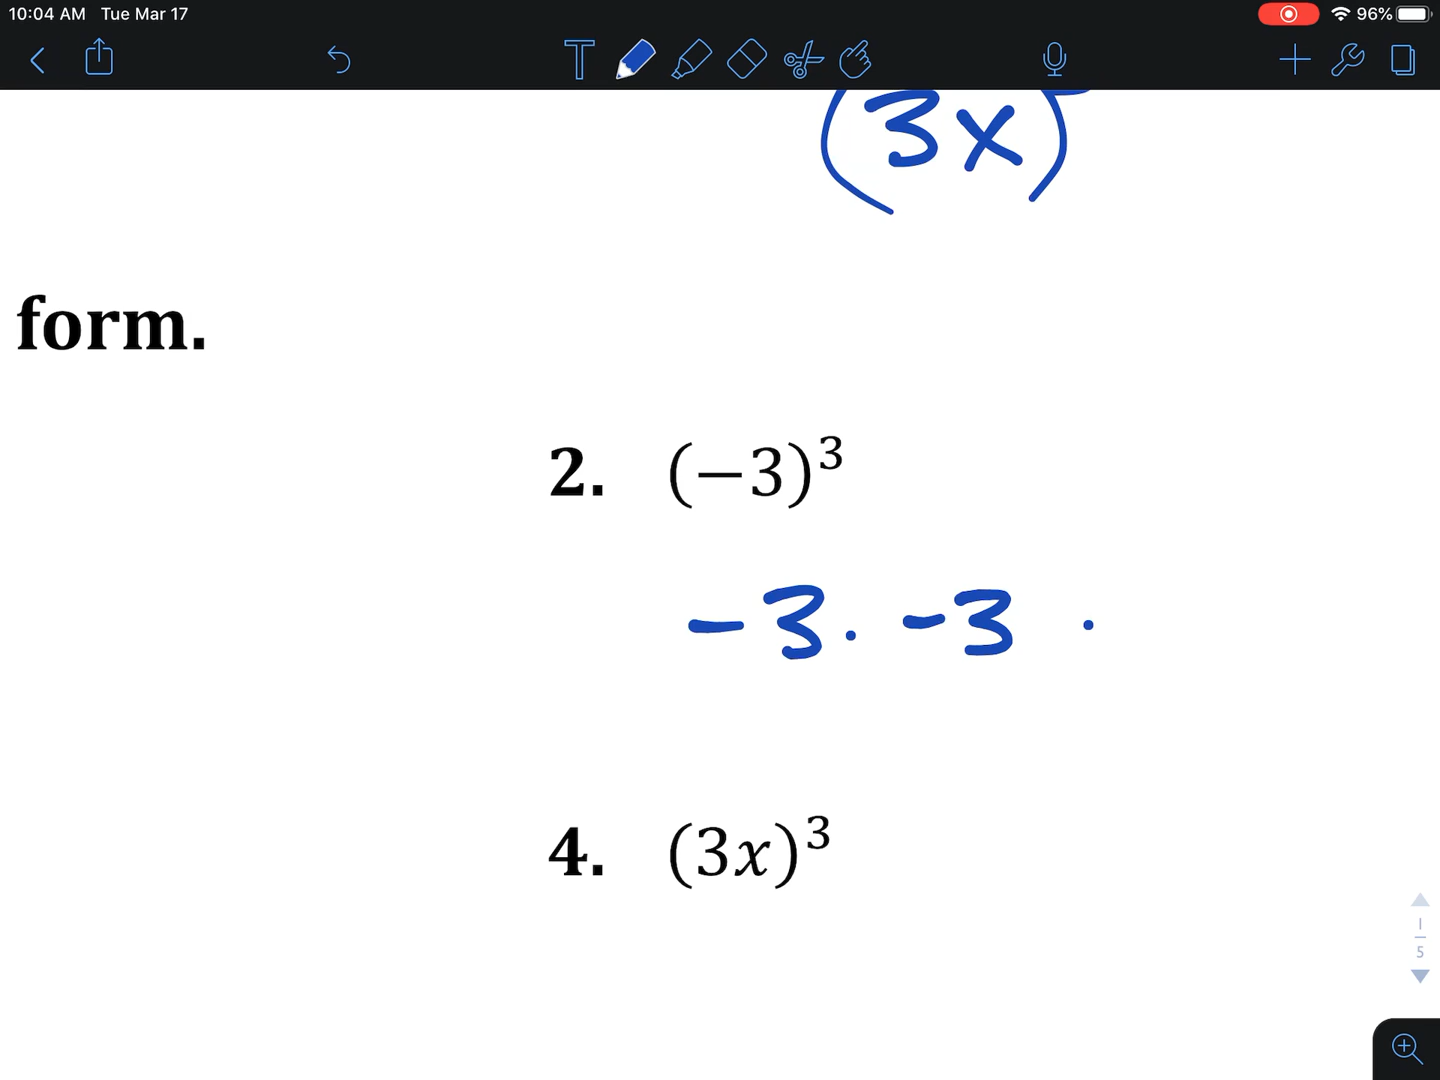 10:04 AM Tue Mar 17 96%
T
(3x)
form.
2. (−3)³
-3 · -3 ·
4. (3x)³
1
5